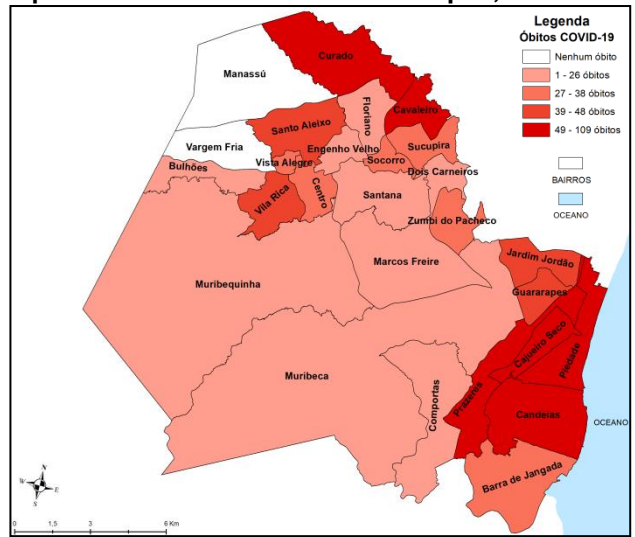 Legenda
Óbitos COVID-19
Nenhum óbito
1 - 26 óbitos
27 - 38 óbitos
39 - 48 óbitos
49 - 109 óbitos
BAIRROS
OCEANO
Curado
Manassú
Floriano
Cavaleiro
Santo Aleixo
Vargem Fria
Engenho Velho
Sucupira
Vista Alegre
Socorro
Bulhões
Dois Carneiros
Vila Rica
Centro
Santana
Zumbi do Pacheco
Marcos Freire
Jardim Jordão
Muribequinha
Guararapes
Cajueiro Seco
Piedade
Muribeca
Comportas
Prazeres
Candeias
OCEANO
Barra de Jangada
N
W
E
S
0 1,5 3 6 Km